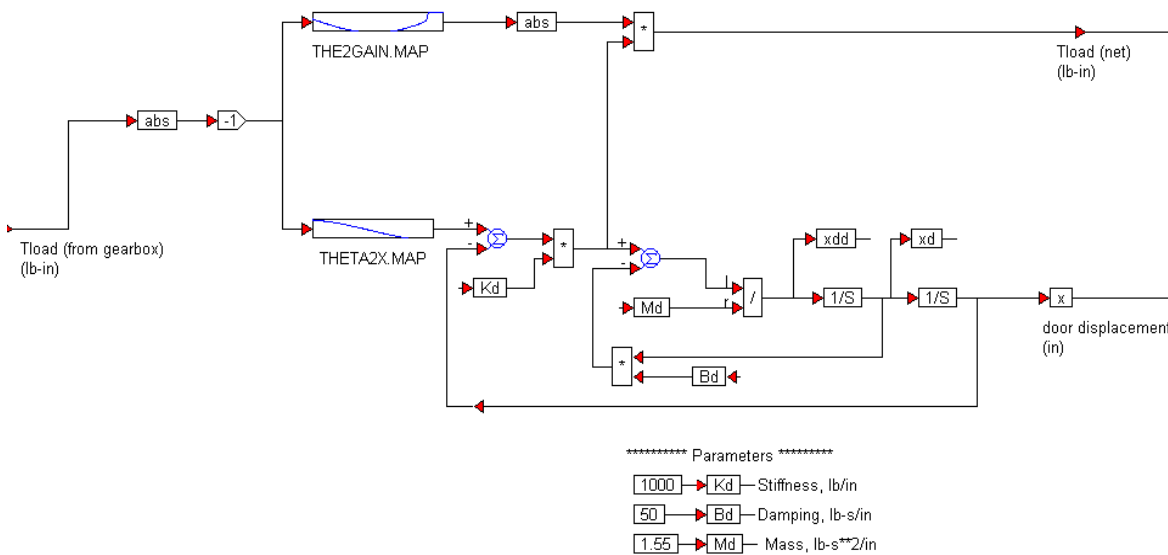 abs
*
THE2GAIN.MAP
Tload (net)
(lb-in)
abs
-1
+
-
Σ
*
THETA2X.MAP
Tload (from gearbox)
(lb-in)
Kd
+
-
Σ
xdd
xd
l
r
/
Md
1/S
1/S
x
door displacement
(in)
*
Bd
********** Parameters *********
1000 Kd Stiffness, lb/in
50 Bd Damping, lb-s/in
1.55 Md Mass, lb-s**2/in